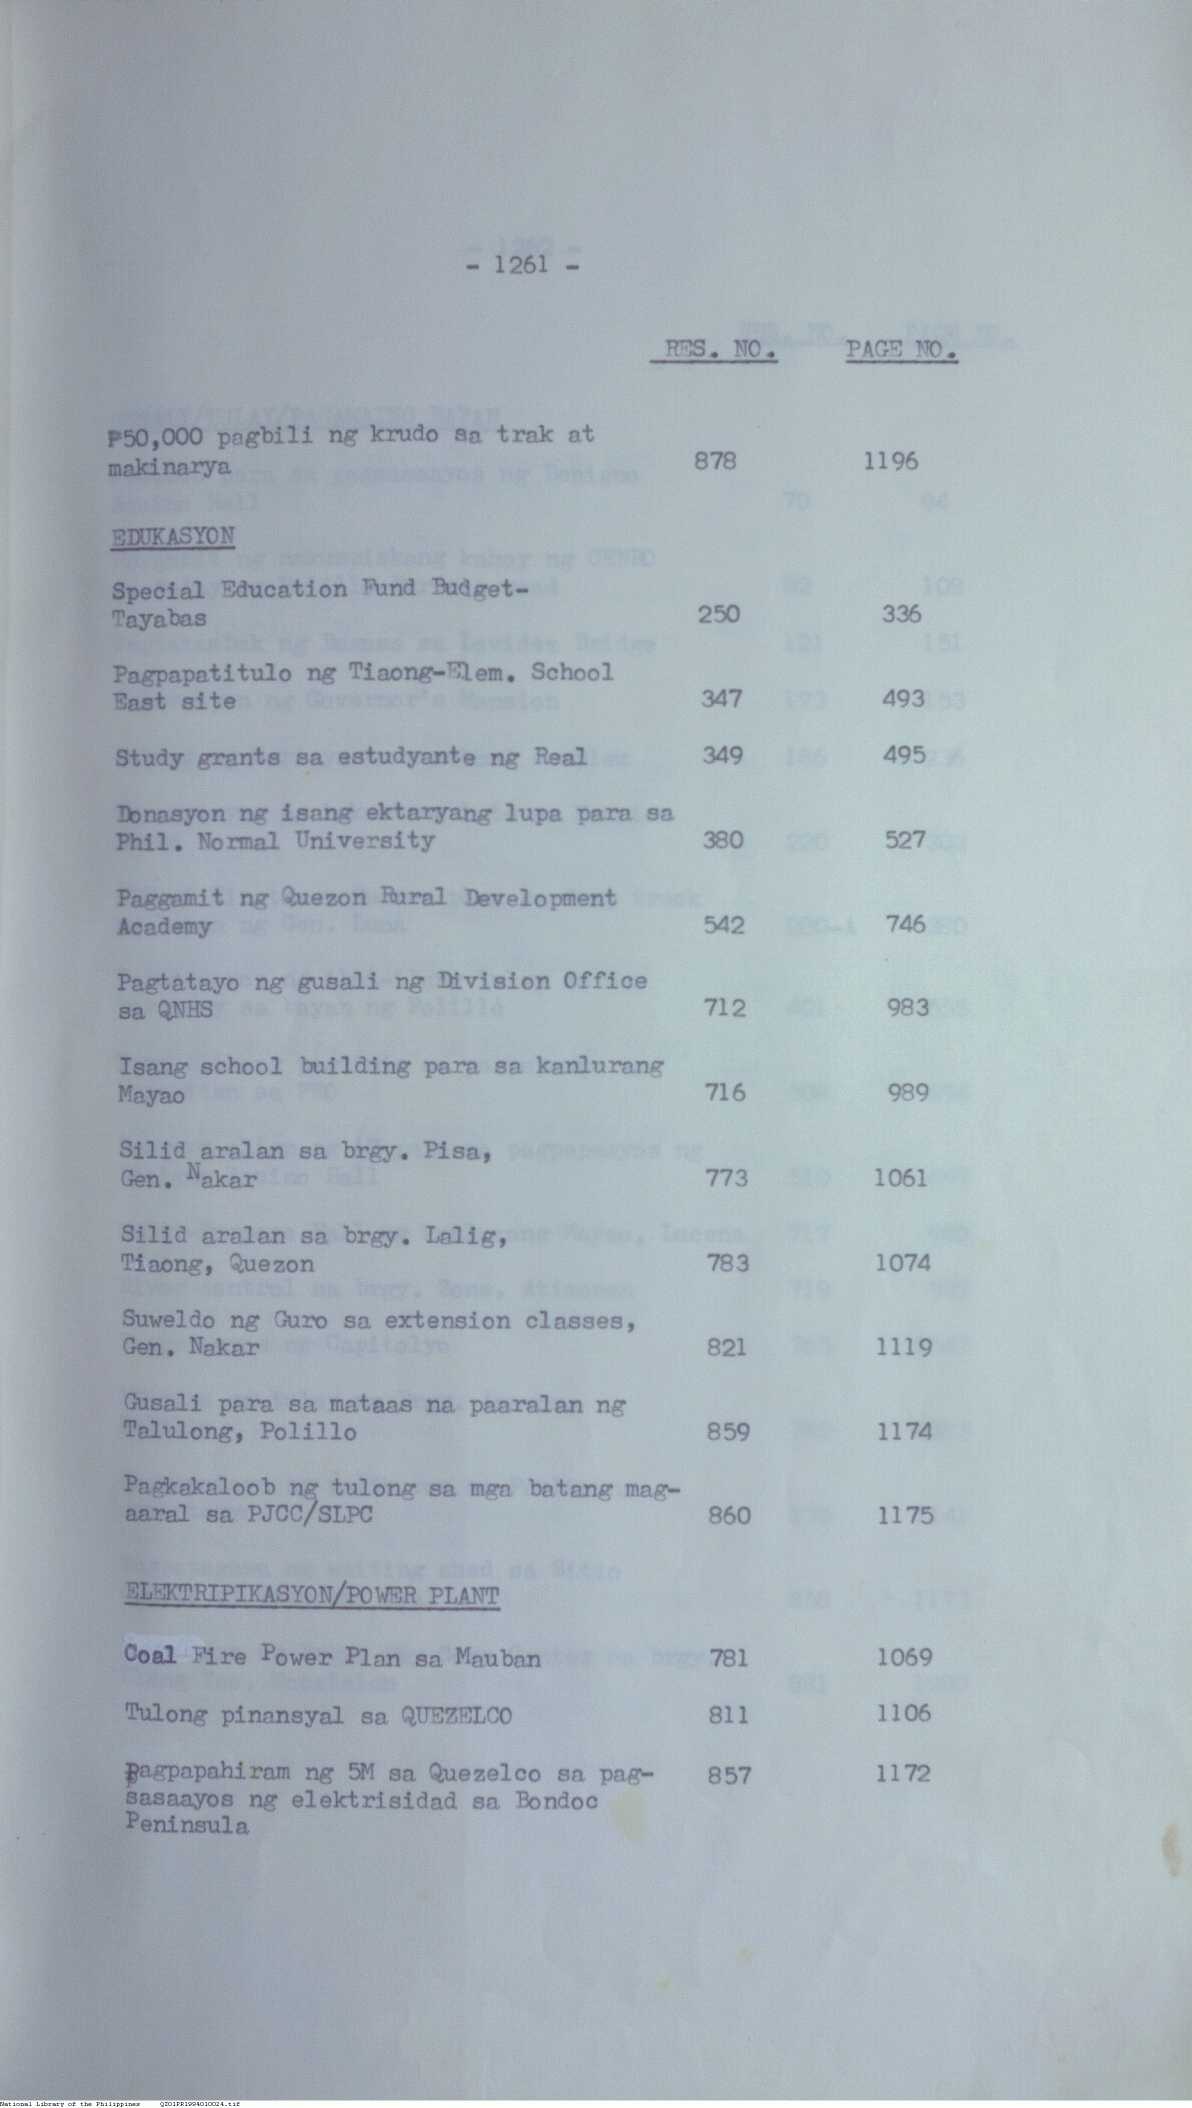 - 1261 -
RES. NO. PAGE NO.
₱50,000 pagbili ng krudo sa trak at
makinarya 878 1196
EDUKASYON
Special Education Fund Budget-
Tayabas 250 336
Pagpapatitulo ng Tiaong-Elem. School
East site 347 493
Study grants sa estudyante ng Real 349 495
Donasyon ng isang ektaryang lupa para sa
Phil. Normal University 380 527
Paggamit ng Quezon Rural Development
Academy 542 746
Pagtatayo ng gusali ng Division Office
sa QNHS 712 983
Isang school building para sa kanlurang
Mayao 716 989
Silid aralan sa brgy. Pisa,
Gen. Nakar 773 1061
Silid aralan sa brgy. Lalig,
Tiaong, Quezon 783 1074
Suweldo ng Guro sa extension classes,
Gen. Nakar 821 1119
Gusali para sa mataas na paaralan ng
Talulong, Polillo 859 1174
Pagkakaloob ng tulong sa mga batang mag-
aaral sa PJCC/SLPC 860 1175
ELEKTRIPIKASYON/POWER PLANT
Coal Fire Power Plan sa Mauban 781 1069
Tulong pinansyal sa QUEZELCO 811 1106
Pagpapahiram ng 5M sa Quezelco sa pag- 857 1172
sasaayos ng elektrisidad sa Bondoc
Peninsula
National Library of the Philippines QZ01PR1994010024.tif